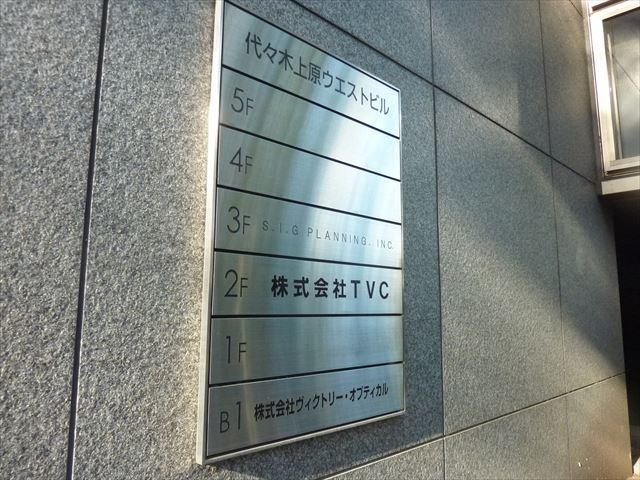 代々木上原ウエストビル
5F
4F
3F S.I.G PLANNING. INC.
2F 株式会社TVC
1F
B1 株式会社ヴィクトリー・オプティカル